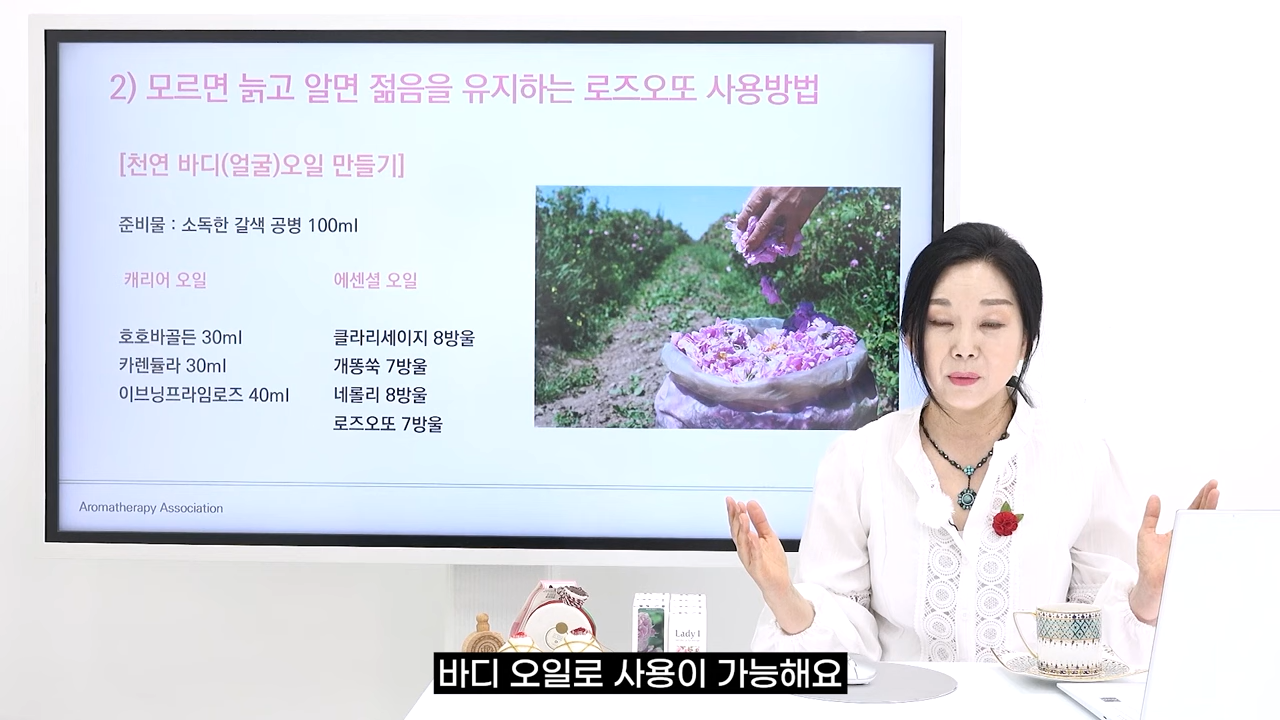 2) 모르면 늙고 알면 젊음을 유지하는 로즈오또 사용방법
[천연 바디(얼굴)오일 만들기]
준비물 : 소독한 갈색 공병 100ml
캐리어 오일
호호바골든 30ml
카렌듈라 30ml
이브닝프라임로즈 40ml
에센셜 오일
클라리세이지 8방울
개똥쑥 7방울
네롤리 8방울
로즈오또 7방울
Aromatherapy Association
Lady I
바디 오일로 사용이 가능해요